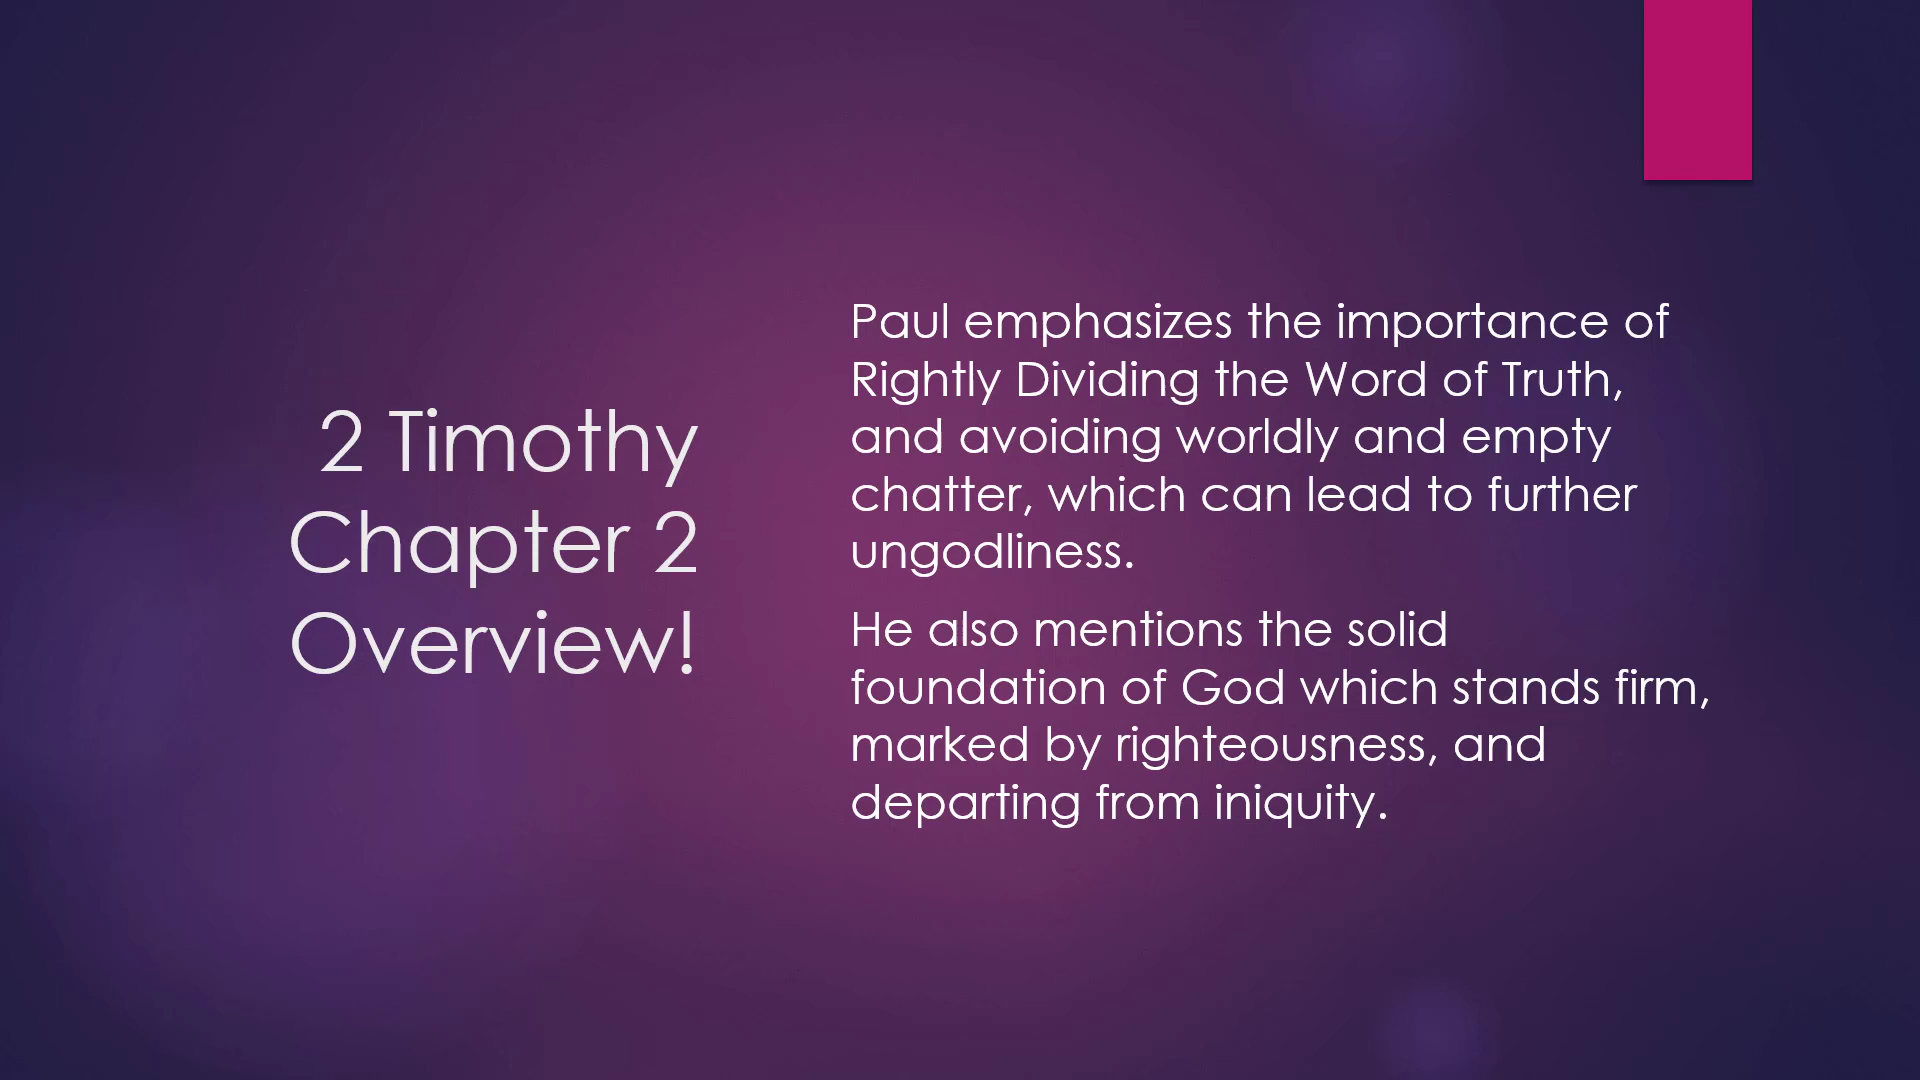 2 Timothy
Chapter 2
Overview!
Paul emphasizes the importance of
Rightly Dividing the Word of Truth,
and avoiding worldly and empty
chatter, which can lead to further
ungodliness.
He also mentions the solid
foundation of God which stands firm,
marked by righteousness, and
departing from iniquity.